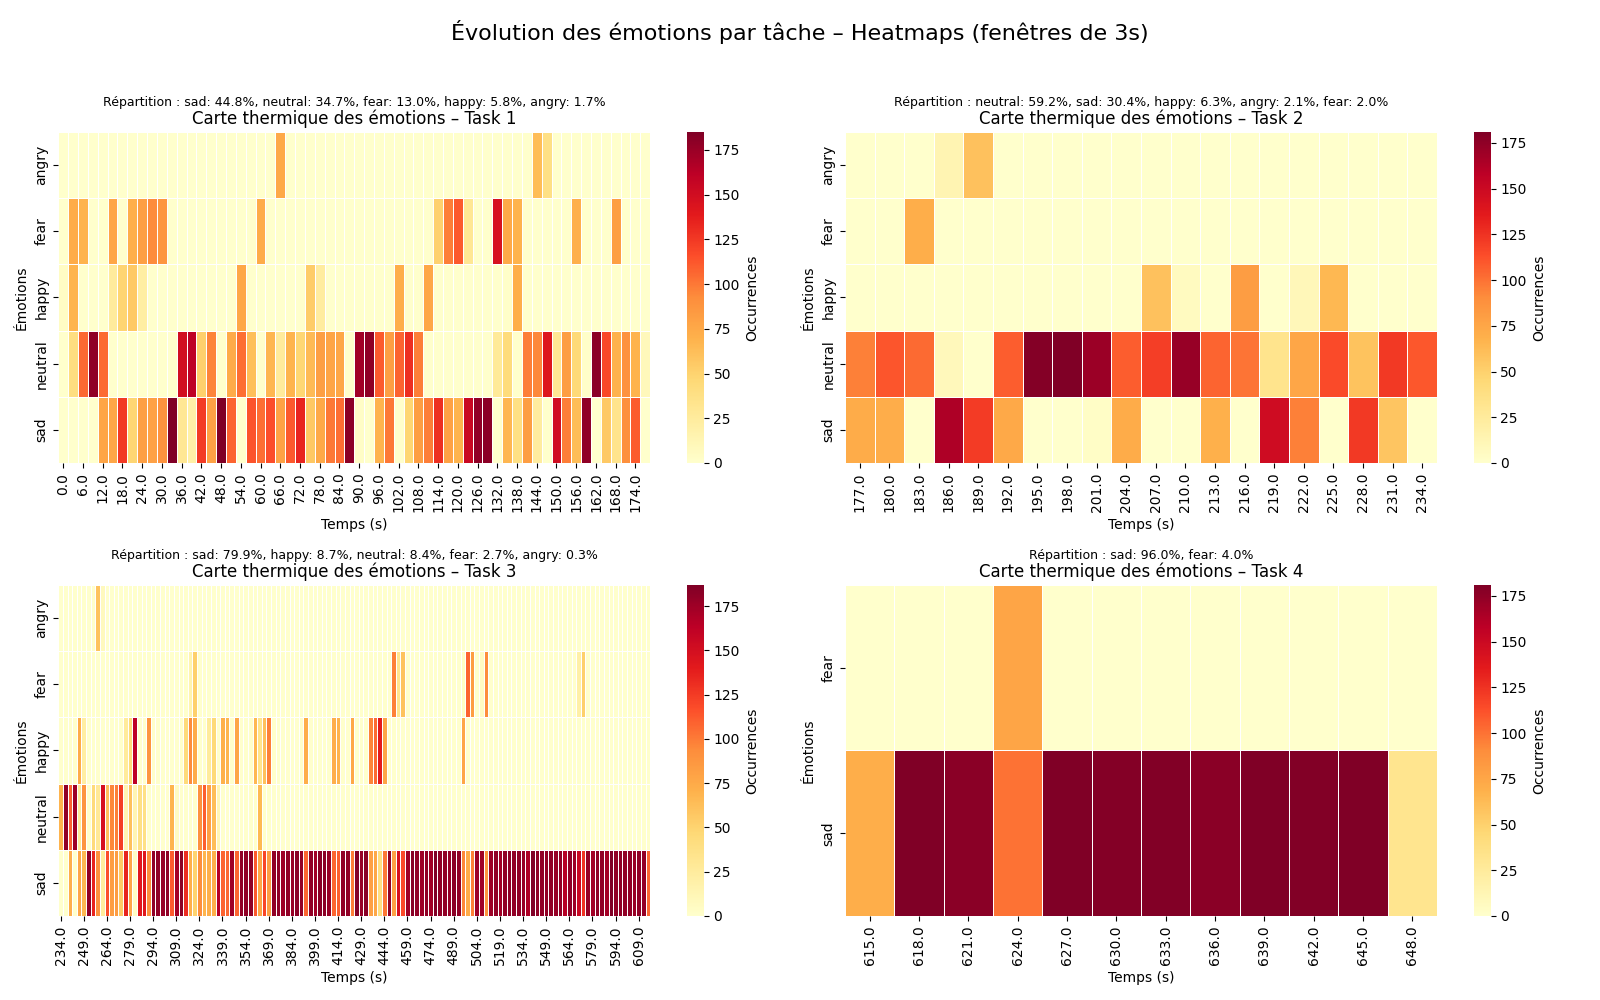 Évolution des émotions par tâche – Heatmaps (fenêtres de 3s)
Répartition : sad: 44.8%, neutral: 34.7%, fear: 13.0%, happy: 5.8%, angry: 1.7%
Carte thermique des émotions – Task 1
Émotions
angry
fear
happy
neutral
sad
0.0 6.0 12.0 18.0 24.0 30.0 36.0 42.0 48.0 54.0 60.0 66.0 72.0 78.0 84.0 90.0 96.0 102.0 108.0 114.0 120.0 126.0 132.0 138.0 144.0 150.0 156.0 162.0 168.0 174.0
Temps (s)
175
150
125
100
75
50
25
0
Occurrences
Répartition : neutral: 59.2%, sad: 30.4%, happy: 6.3%, angry: 2.1%, fear: 2.0%
Carte thermique des émotions – Task 2
Émotions
angry
fear
happy
neutral
sad
177.0 180.0 183.0 186.0 189.0 192.0 195.0 198.0 201.0 204.0 207.0 210.0 213.0 216.0 219.0 222.0 225.0 228.0 231.0 234.0
Temps (s)
175
150
125
100
75
50
25
0
Occurrences
Répartition : sad: 79.9%, happy: 8.7%, neutral: 8.4%, fear: 2.7%, angry: 0.3%
Carte thermique des émotions – Task 3
Émotions
angry
fear
happy
neutral
sad
234.0 249.0 264.0 279.0 294.0 309.0 324.0 339.0 354.0 369.0 384.0 399.0 414.0 429.0 444.0 459.0 474.0 489.0 504.0 519.0 534.0 549.0 564.0 579.0 594.0 609.0
Temps (s)
175
150
125
100
75
50
25
0
Occurrences
Répartition : sad: 96.0%, fear: 4.0%
Carte thermique des émotions – Task 4
Émotions
fear
sad
615.0 618.0 621.0 624.0 627.0 630.0 633.0 636.0 639.0 642.0 645.0 648.0
Temps (s)
175
150
125
100
75
50
25
0
Occurrences